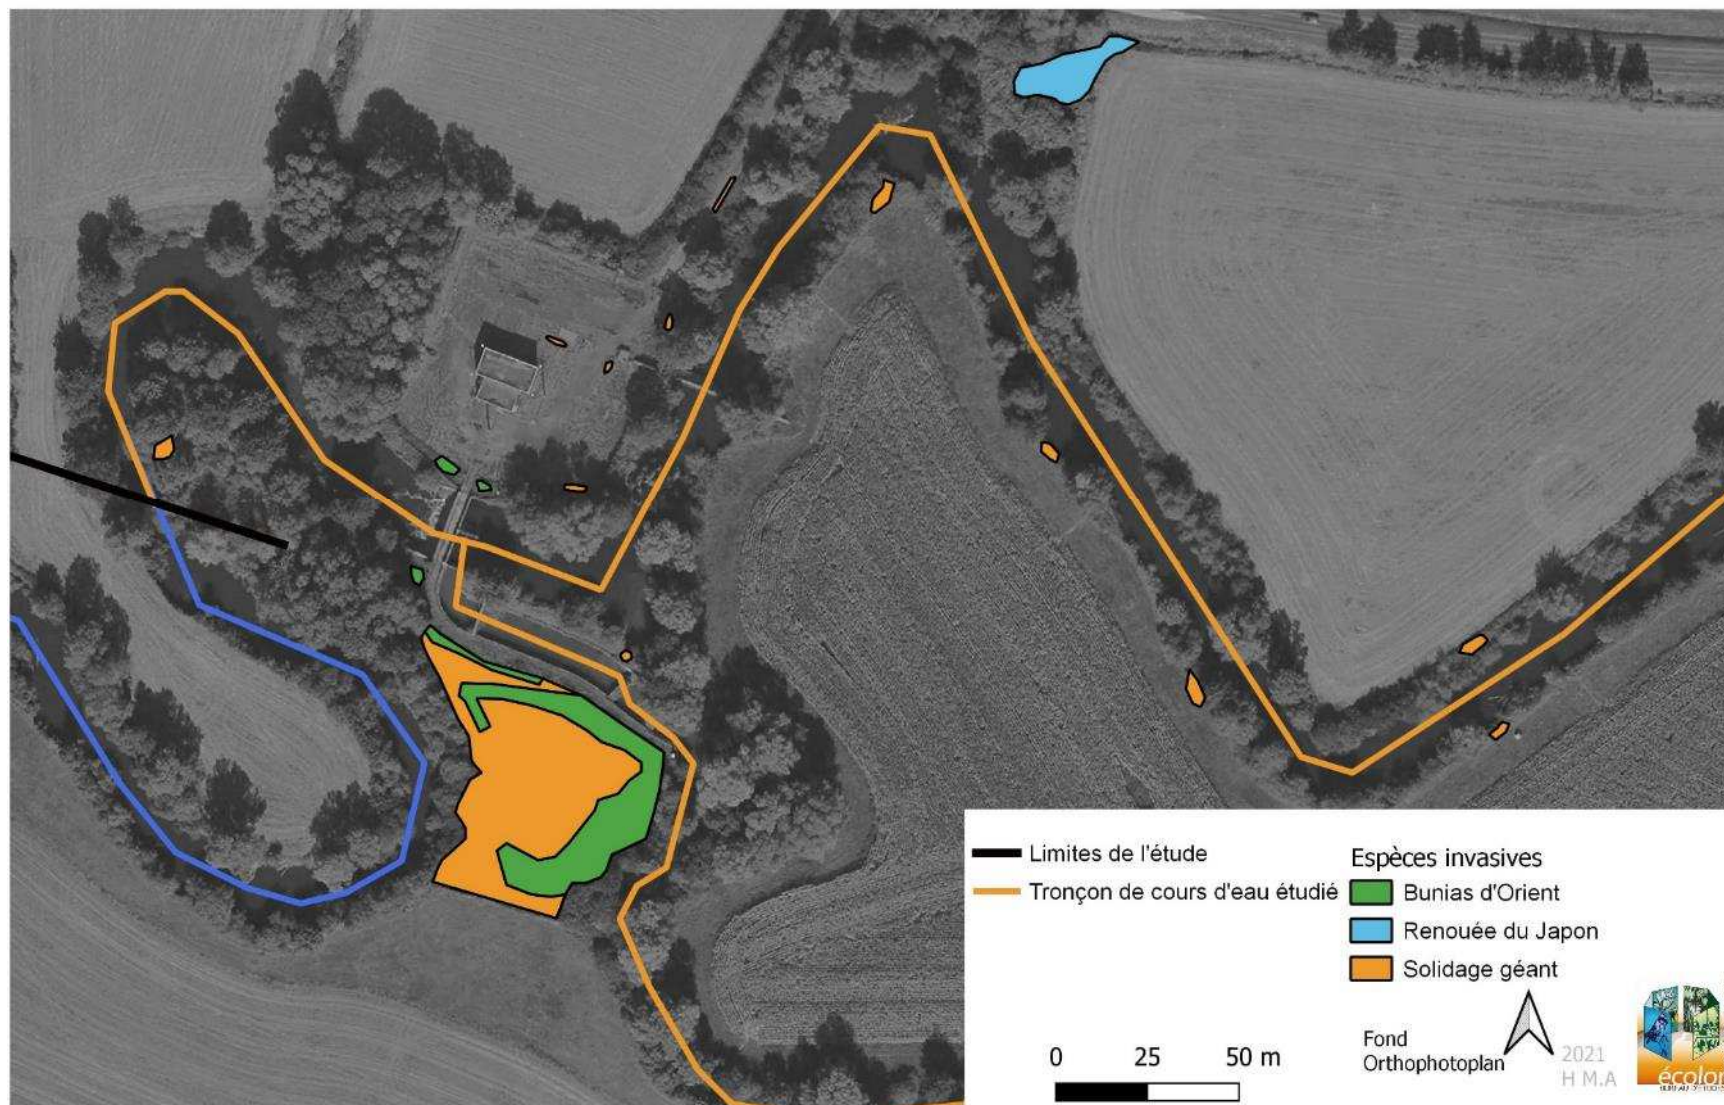 Limites de l'étude
Tronçon de cours d'eau étudié
Espèces invasives
Bunias d'Orient
Renouée du Japon
Solidage géant
0 25 50 m
Fond
Orthophotoplan
2021
H M.A
écolor